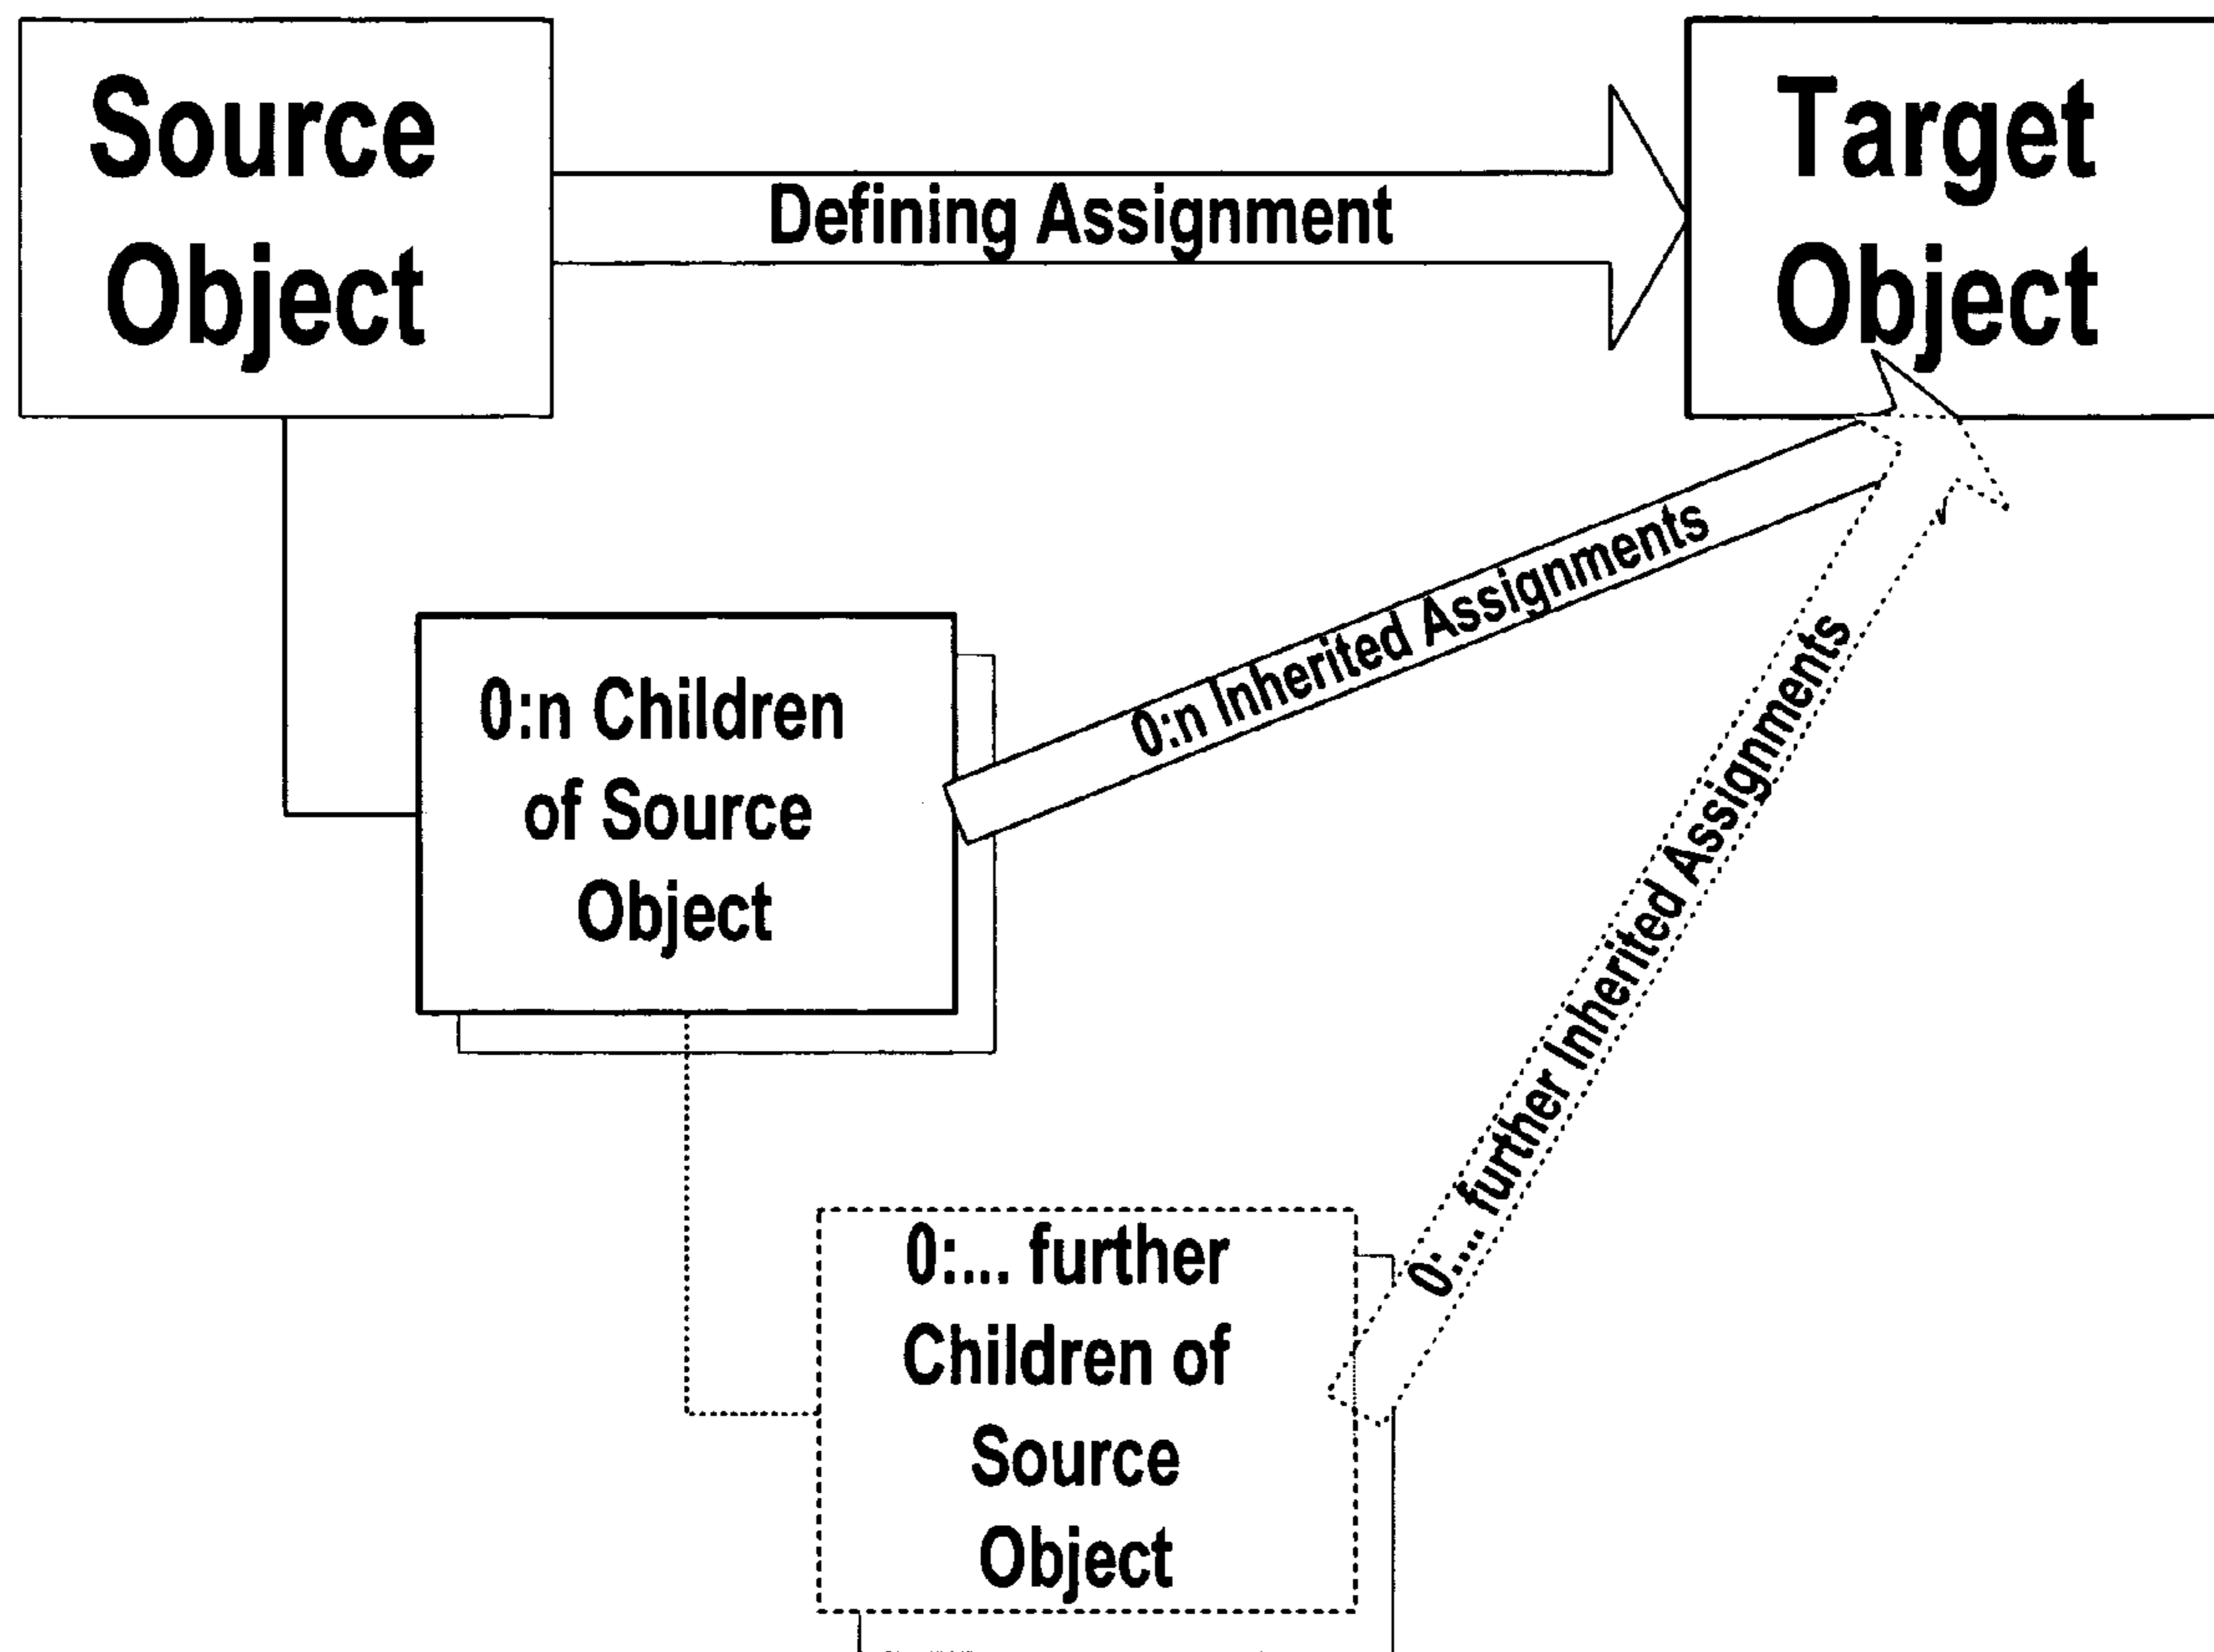 Source
Object
Defining Assignment
Target
Object
0:n Children
of Source
Object
0:n Inherited Assignments
0:... further
Children of
Source
Object
0:... further Inherited Assignments